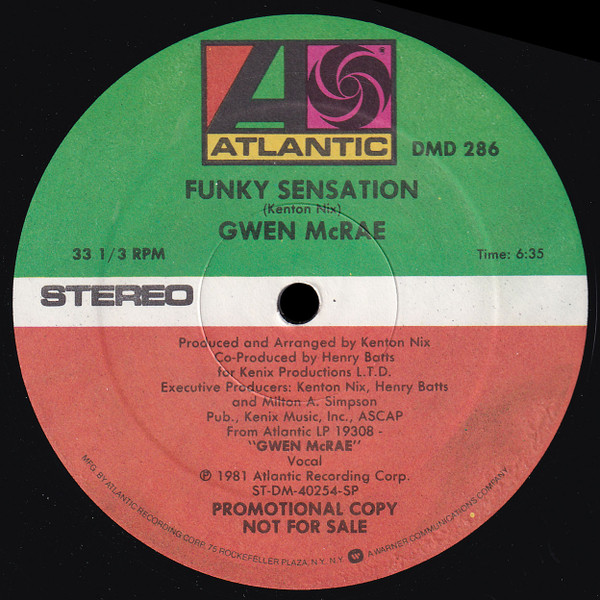 A
®
ATLANTIC
DMD 286
FUNKY SENSATION
(Kenton Nix)
GWEN McRAE
33 1/3 RPM
Time: 6:35
STEREO
Produced and Arranged by Kenton Nix
Co-Produced by Henry Batts
for Kenix Productions L.T.D.
Executive Producers: Kenton Nix, Henry Batts
and Milton A. Simpson
Pub., Kenix Music, Inc., ASCAP
From Atlantic LP 19308 -
"GWEN McRAE"
Vocal
℗ 1981 Atlantic Recording Corp.
ST-DM-40254-SP
PROMOTIONAL COPY
NOT FOR SALE
MFG. BY ATLANTIC RECORDING CORP. 75 ROCKEFELLER PLAZA, N.Y. N.Y. W A WARNER COMMUNICATIONS COMPANY